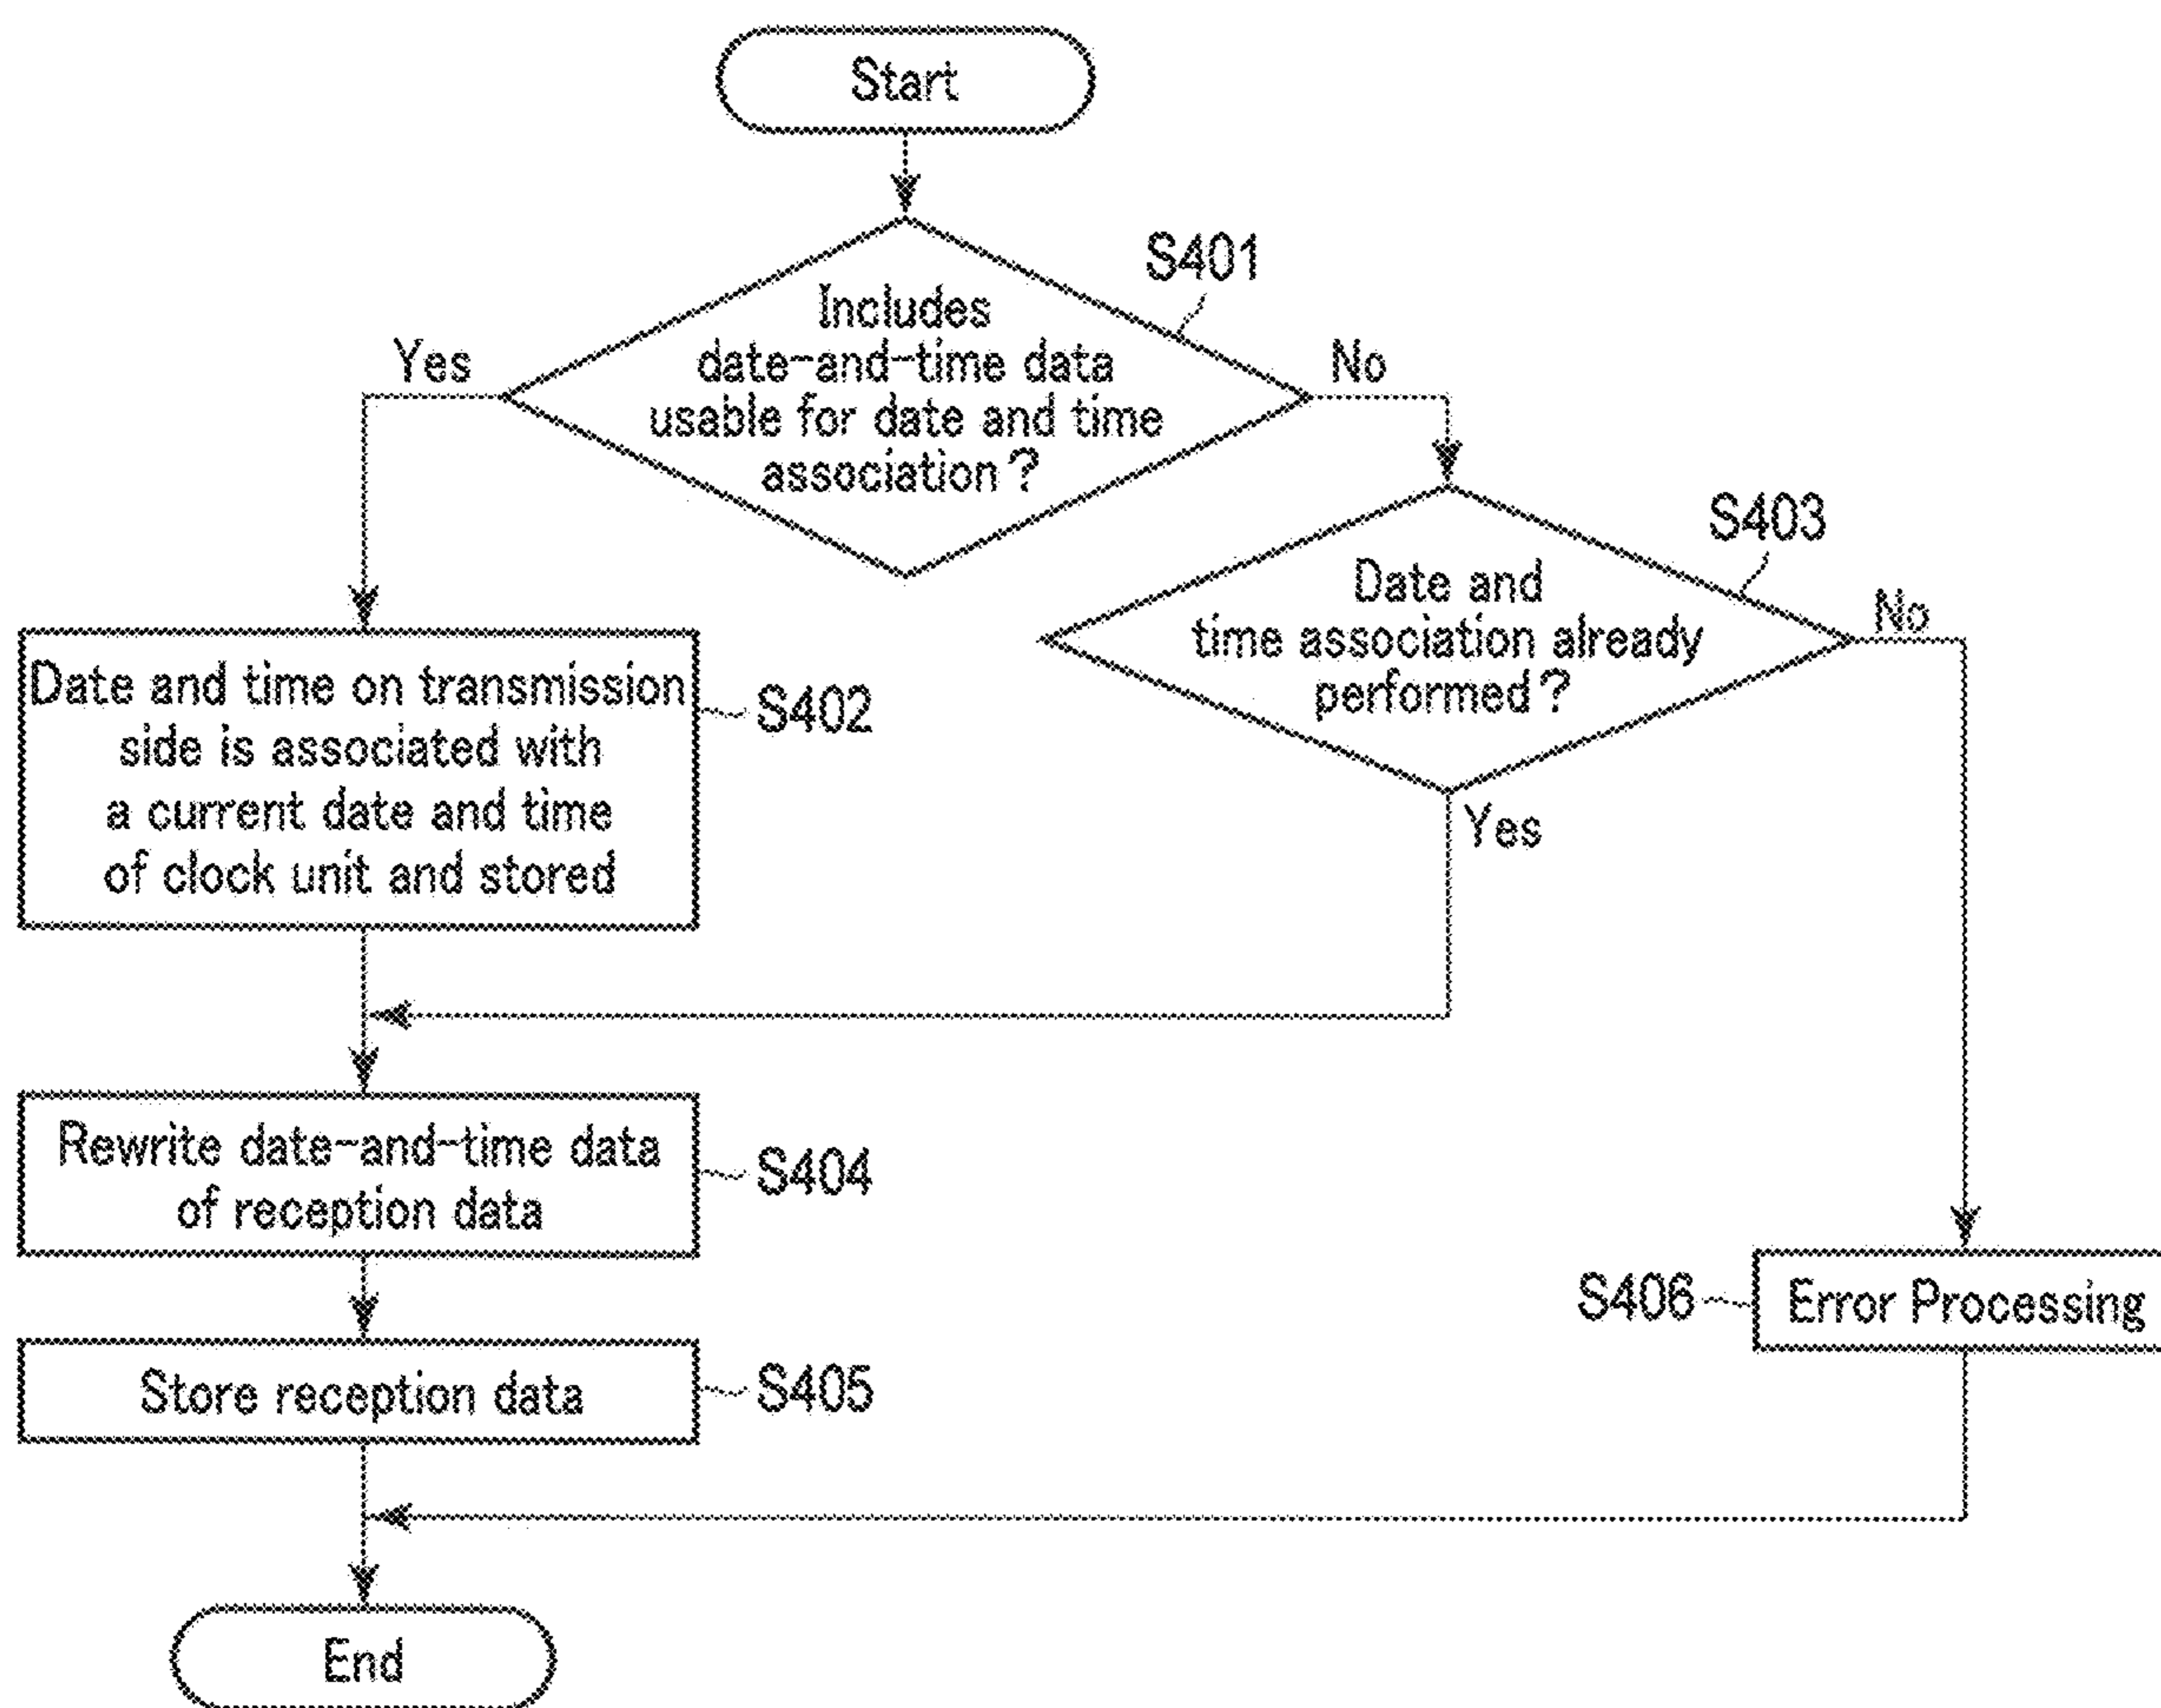 Start
S401
Includes
date-and-time data
usable for date and time
association?
Yes
No
S403
Date and
time association already
performed?
No
Yes
Date and time on transmission
side is associated with
a current date and time
of clock unit and stored
S402
Rewrite date-and-time data
of reception data
S404
S406
Error Processing
Store reception data
S405
End